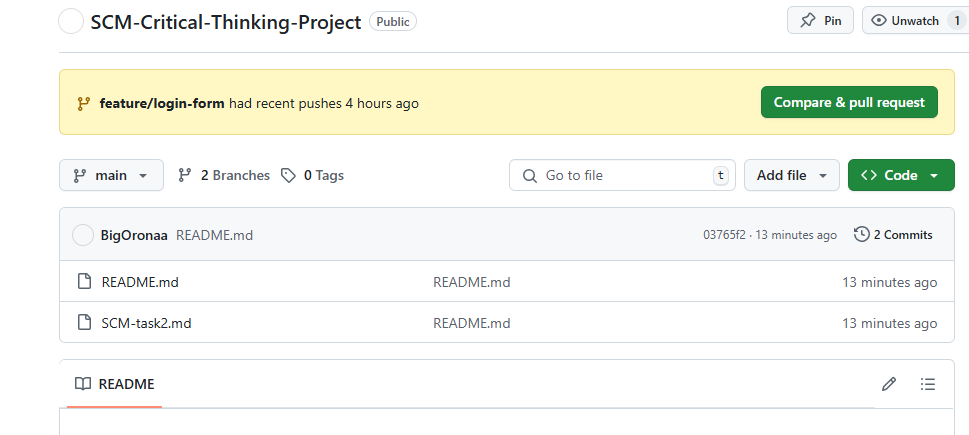 SCM-Critical-Thinking-Project Public Pin Unwatch 1
feature/login-form had recent pushes 4 hours ago Compare & pull request
main 2 Branches 0 Tags Go to file t Add file Code
BigOronaa README.md 03765f2 · 13 minutes ago 2 Commits
README.md README.md 13 minutes ago
SCM-task2.md README.md 13 minutes ago
README